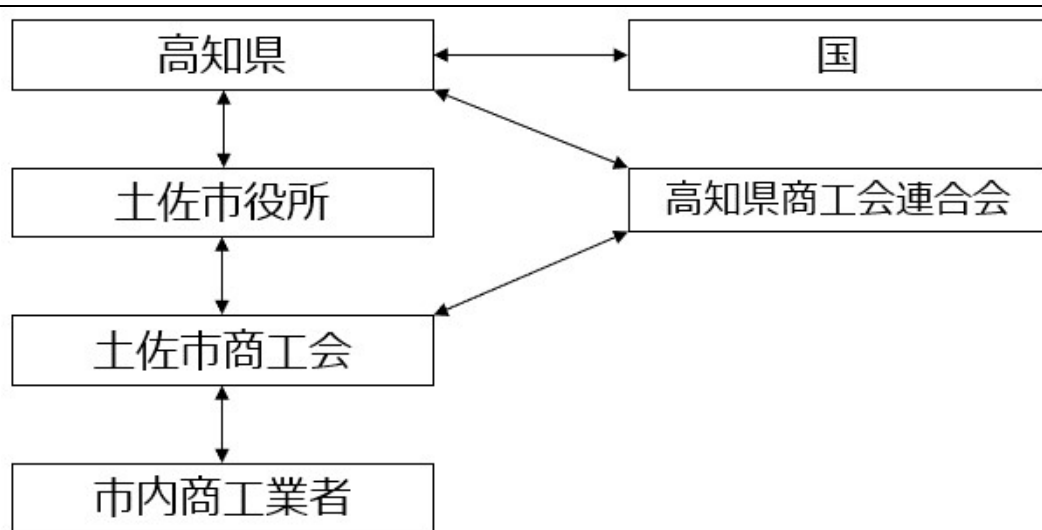 高知県
国
土佐市役所
高知県商工会連合会
土佐市商工会
市内商工業者